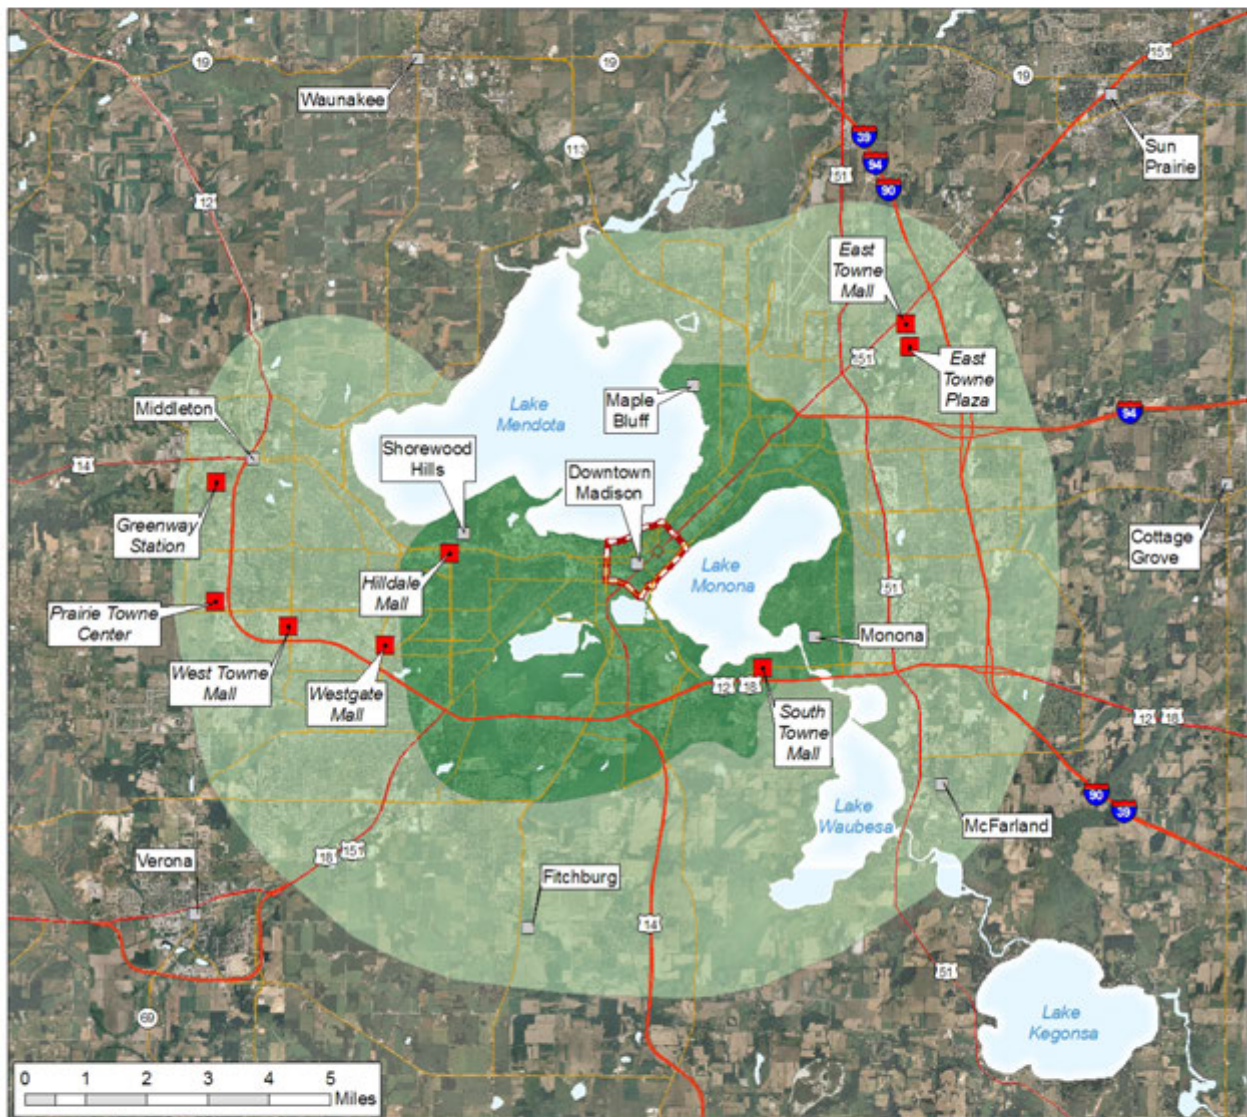 19
19
151
Waunakee
39
19
113
94
51
Sun
Prairie
90
12
East
Towne
Mall
151
East
Towne
Plaza
Lake
Mendota
Maple
Bluff
94
Middleton
Shorewood
Hills
14
Downtown
Madison
Greenway
Station
Cottage
Grove
Hilldale
Mall
Lake
Monona
51
Prairie Towne
Center
Monona
West Towne
Mall
Westgate
Mall
12
18
South
Towne
Mall
12
18
Lake
Waubesa
90
39
McFarland
18
151
Verona
Fitchburg
14
51
69
Lake
Kegonsa
0 1 2 3 4 5
Miles